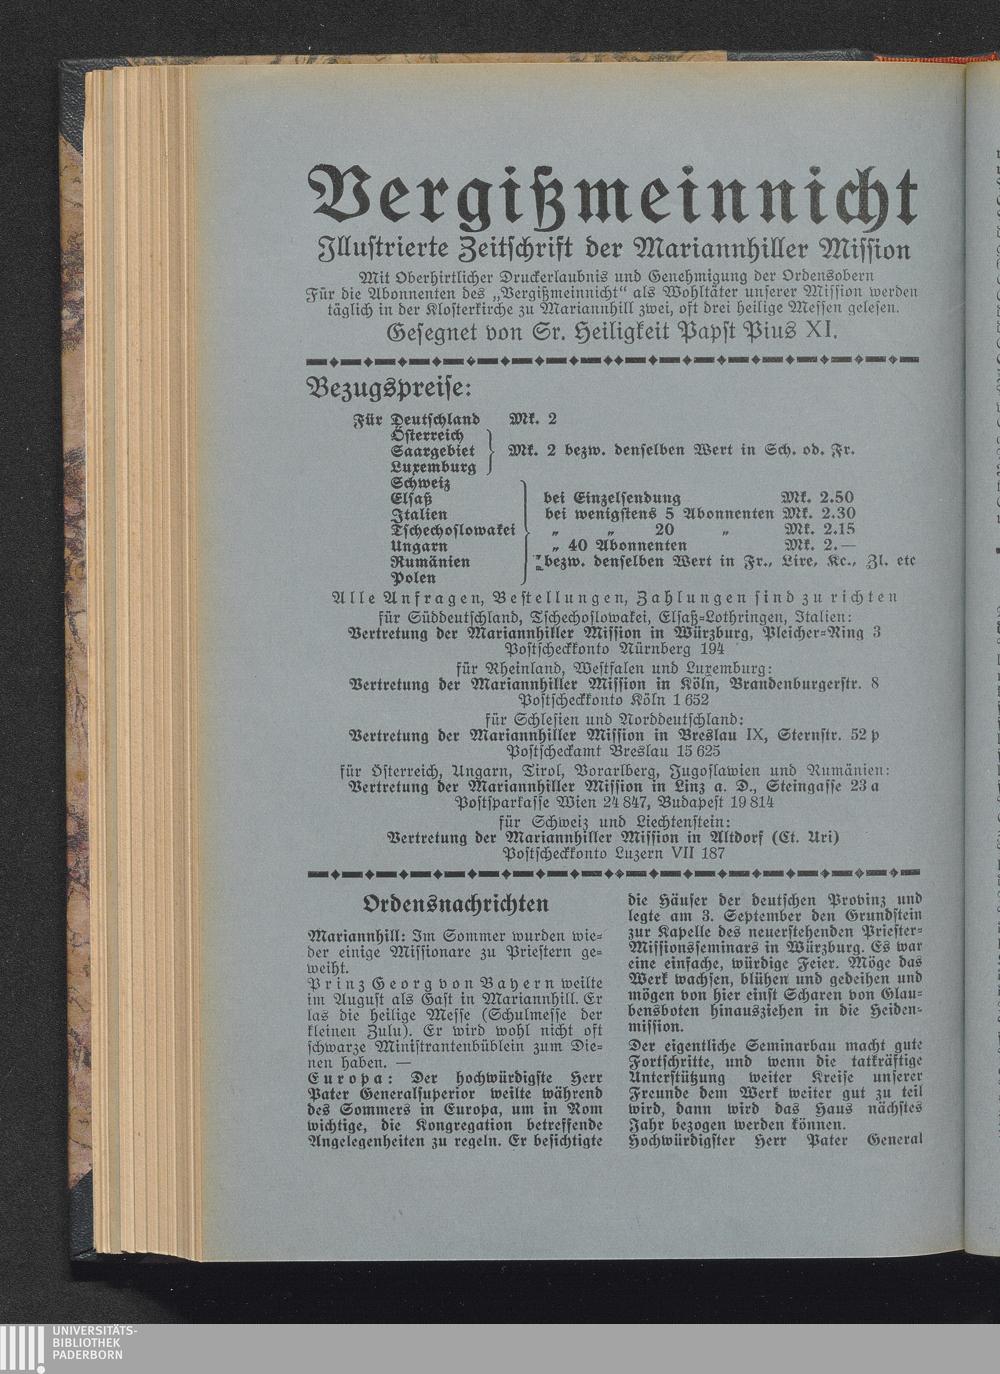 Vergißmeinnicht
Illustrierte Zeitschrift der Mariannhiller Mission
Mit Oberhirtlicher Druckerlaubnis und Genehmigung der Ordensobern
Für die Abonnenten des „Vergißmeinnicht“ als Wohltäter unserer Mission werden
täglich in der Klosterkirche zu Mariannhill zwei, oft drei heilige Messen gelesen.
Gesegnet von Sr. Heiligkeit Papst Pius XI.
Bezugspreise:
Für Deutschland Mk. 2
Österreich
Saargebiet } Mk. 2 bezw. denselben Wert in Sch. od. Fr.
Luxemburg
Schweiz
Elsaß bei Einzelsendung Mk. 2.50
Italien bei wenigstens 5 Abonnenten Mk. 2.30
Tschechoslowakei } „ „ 20 „ Mk. 2.15
Ungarn „ 40 Abonnenten Mk. 2.—
Rumänien bezw. denselben Wert in Fr., Lire, Kc., Zl. etc
Polen
Alle Anfragen, Bestellungen, Zahlungen sind zu richten
für Süddeutschland, Tschechoslowakei, Elsaß-Lothringen, Italien:
Vertretung der Mariannhiller Mission in Würzburg, Pleicher-Ring 3
Postscheckkonto Nürnberg 194
für Rheinland, Westfalen und Luxemburg:
Vertretung der Mariannhiller Mission in Köln, Brandenburgerstr. 8
Postscheckkonto Köln 1 652
für Schlesien und Norddeutschland:
Vertretung der Mariannhiller Mission in Breslau IX, Sternstr. 52 p
Postscheckamt Breslau 15 625
für Österreich, Ungarn, Tirol, Vorarlberg, Jugoslawien und Rumänien:
Vertretung der Mariannhiller Mission in Linz a. D., Steingasse 23 a
Postsparkasse Wien 24 847, Budapest 19 814
für Schweiz und Liechtenstein:
Vertretung der Mariannhiller Mission in Altdorf (Ct. Uri)
Postscheckkonto Luzern VII 187
Ordensnachrichten
Mariannhill: Im Sommer wurden wie-
der einige Missionare zu Priestern ge-
weiht.
Prinz Georg von Bayern weilte
im August als Gast in Mariannhill. Er
las die heilige Messe (Schulmesse der
kleinen Zulu). Er wird wohl nicht oft
schwarze Ministrantenbüblein zum Die-
nen haben. —
Europa: Der hochwürdigste Herr
Pater Generalsuperior weilte während
des Sommers in Europa, um in Rom
wichtige, die Kongregation betreffende
Angelegenheiten zu regeln. Er besichtigte
die Häuser der deutschen Provinz und
legte am 3. September den Grundstein
zur Kapelle des neuerstehenden Priester-
Missionsseminars in Würzburg. Es war
eine einfache, würdige Feier. Möge das
Werk wachsen, blühen und gedeihen und
mögen von hier einst Scharen von Glau-
bensboten hinausziehen in die Heiden-
mission.
Der eigentliche Seminarbau macht gute
Fortschritte, und wenn die tatkräftige
Unterstützung weiter Kreise unserer
Freunde dem Werk weiter gut zu teil
wird, dann wird das Haus nächstes
Jahr bezogen werden können.
Hochwürdigster Herr Pater General
UNIVERSITÄTS-
BIBLIOTHEK
PADERBORN